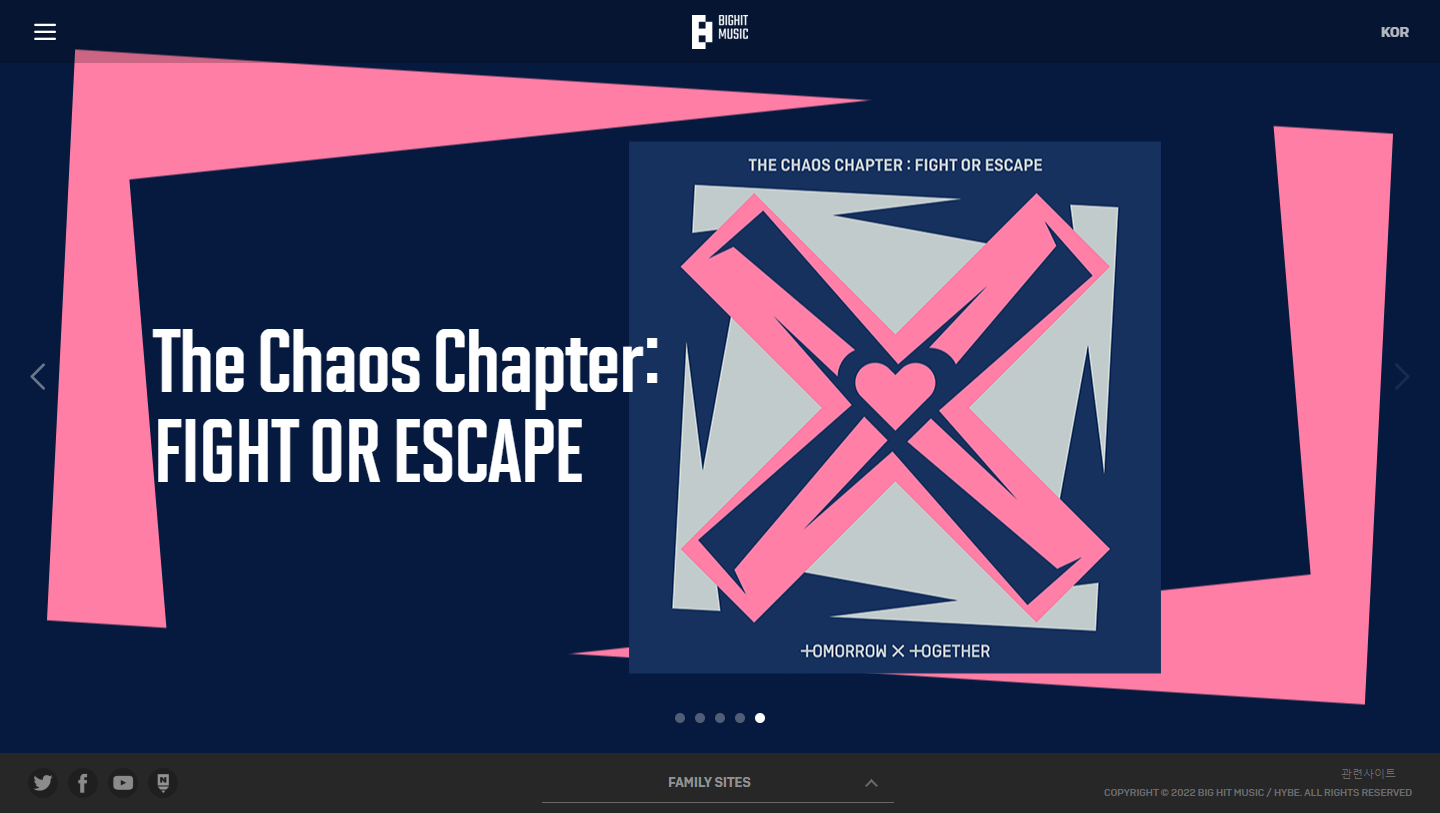 BIGHIT
MUSIC
KOR
THE CHAOS CHAPTER : FIGHT OR ESCAPE
The Chaos Chapter:
FIGHT OR ESCAPE
TOMORROW X TOGETHER
N
FAMILY SITES
관련사이트
COPYRIGHT © 2022 BIG HIT MUSIC / HYBE. ALL RIGHTS RESERVED